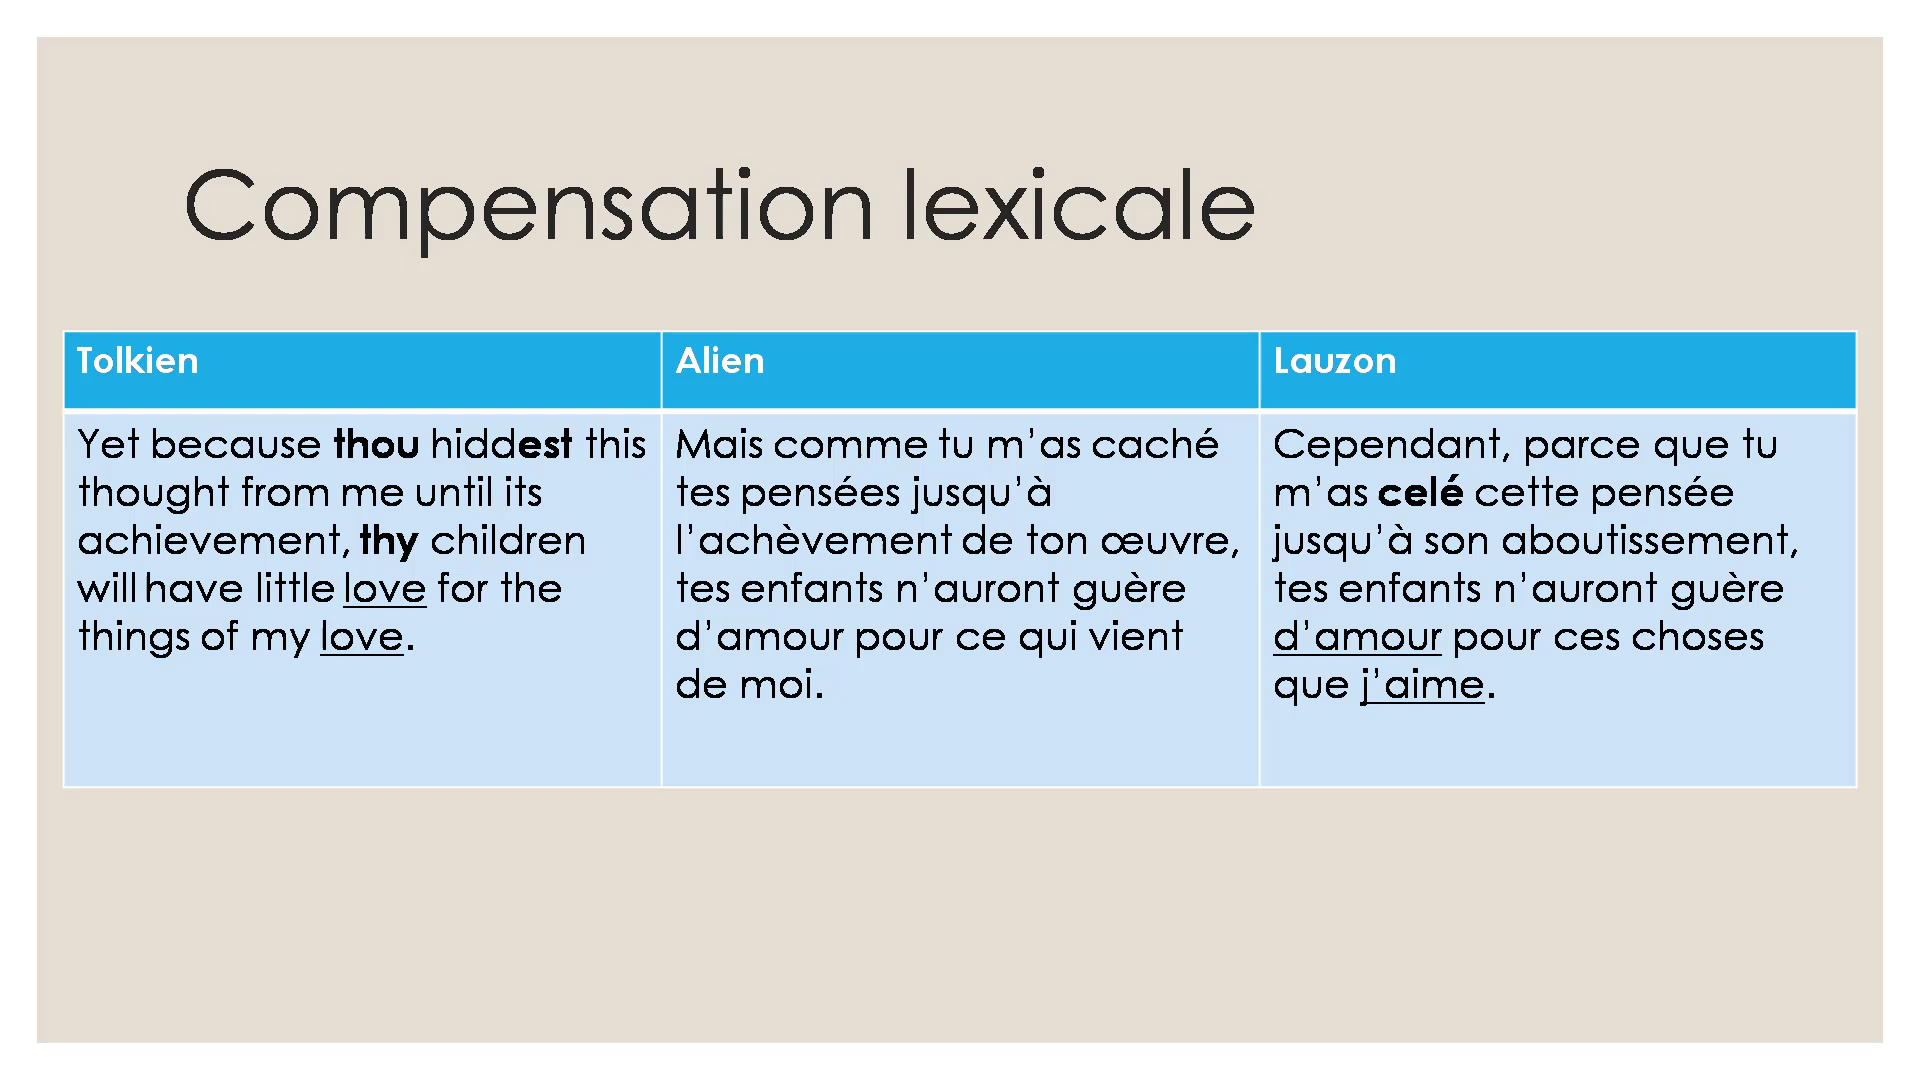 Compensation lexicale
Tolkien
Alien
Lauzon
Yet because thou hiddest this
thought from me until its
achievement, thy children
will have little love for the
things of my love.
Mais comme tu m’as caché
tes pensées jusqu’à
l’achèvement de ton œuvre,
tes enfants n’auront guère
d’amour pour ce qui vient
de moi.
Cependant, parce que tu
m’as celé cette pensée
jusqu’à son aboutissement,
tes enfants n’auront guère
d’amour pour ces choses
que j’aime.